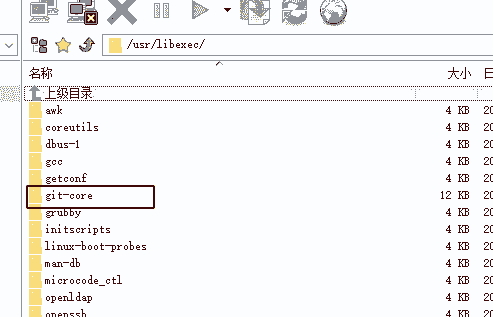 /usr/libexec/
名称 大小 日
上级目录
awk 4 KB 20
coreutils 4 KB 20
dbus-1 4 KB 20
gcc 4 KB 20
getconf 4 KB 20
git-core 12 KB 20
grubby 4 KB 20
initscripts 4 KB 20
linux-boot-probes 4 KB 20
man-db 4 KB 20
microcode_ctl 4 KB 20
openldap 4 KB 20
openssh 4 KB 20